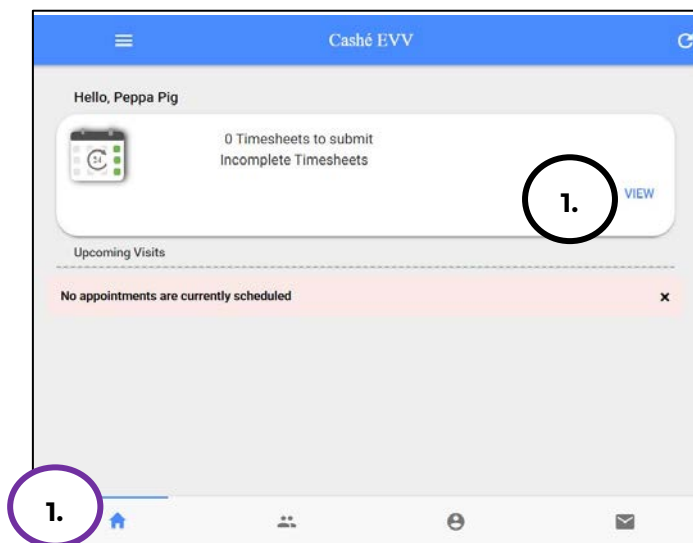 Cashé EVV
Hello, Peppa Pig
0 Timesheets to submit
Incomplete Timesheets
1.
VIEW
Upcoming Visits
No appointments are currently scheduled
x
1.